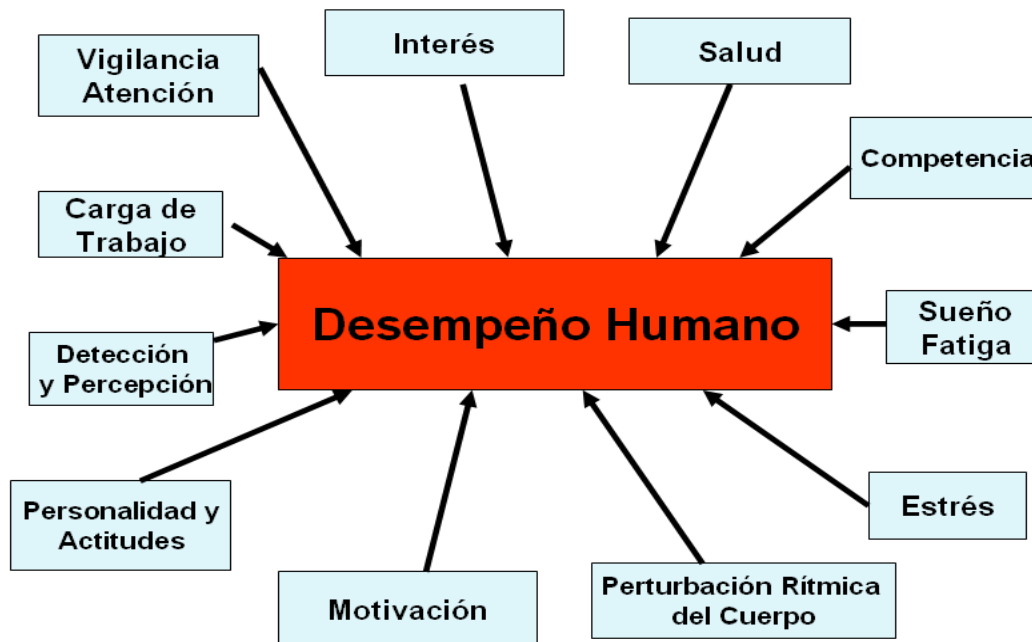 Vigilancia
Atención
Interés
Salud
Competencia
Carga de
Trabajo
Desempeño Humano
Sueño
Fatiga
Detección
y Percepción
Personalidad y
Actitudes
Motivación
Perturbación Rítmica
del Cuerpo
Estrés